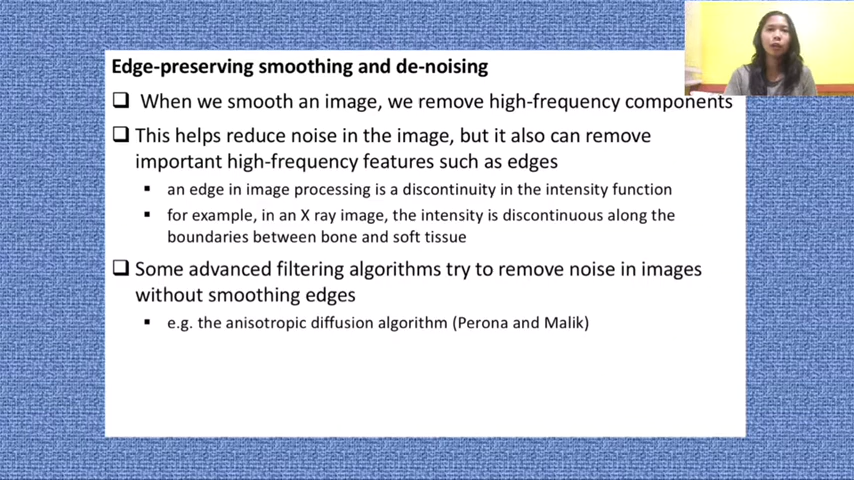 Edge-preserving smoothing and de-noising
❑ When we smooth an image, we remove high-frequency components
❑ This helps reduce noise in the image, but it also can remove
important high-frequency features such as edges
▪ an edge in image processing is a discontinuity in the intensity function
▪ for example, in an X ray image, the intensity is discontinuous along the
boundaries between bone and soft tissue
❑ Some advanced filtering algorithms try to remove noise in images
without smoothing edges
▪ e.g. the anisotropic diffusion algorithm (Perona and Malik)